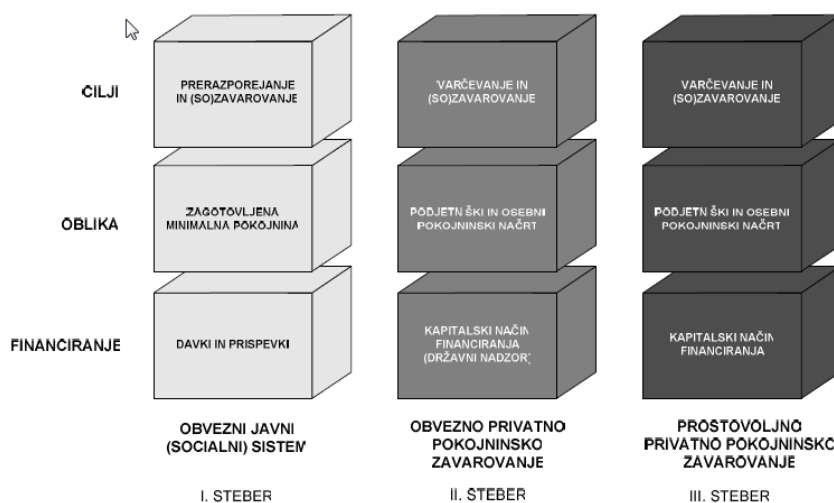 CILJI
PRERAZPOREJANJE
IN (SO)ZAVAROVANJE
VARČEVANJE IN
(SO)ZAVAROVANJE
VARČEVANJE IN
(SO)ZAVAROVANJE
OBLIKA
ZAGOTOVLJENA
MINIMALNA POKOJNINA
PODJETNIŠKI IN OSEBNI
POKOJNINSKI NAČRT
PODJETNIŠKI IN OSEBNI
POKOJNINSKI NAČRT
FINANCIRANJE
DAVKI IN PRISPEVKI
KAPITALSKI NAČIN
FINANCIRANJA
(DRŽAVNI NADZOR)
KAPITALSKI NAČIN
FINANCIRANJA
OBVEZNI JAVNI
(SOCIALNI) SISTEM
OBVEZNO PRIVATNO
POKOJNINSKO
ZAVAROVANJE
PROSTOVOLJNO
PRIVATNO POKOJNINSKO
ZAVAROVANJE
I. STEBER
II. STEBER
III. STEBER